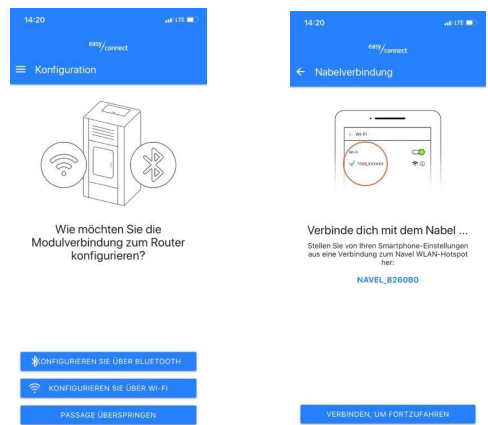 14:20
LTE
easy/connect
Konfiguration
Wie möchten Sie die
Modulverbindung zum Router
konfigurieren?
KONFIGURIEREN SIE ÜBER BLUETOOTH
KONFIGURIEREN SIE ÜBER WI-FI
PASSAGE ÜBERSPRINGEN
14:20
LTE
easy/connect
Nabelverbindung
WI-FI
Wi-Fi
Verbinde dich mit dem Nabel ...
Stellen Sie von Ihren Smartphone-Einstellungen
aus eine Verbindung zum Navel WLAN-Hotspot
her:
NAVEL_8260B0
VERBINDEN, UM FORTZUFAHREN